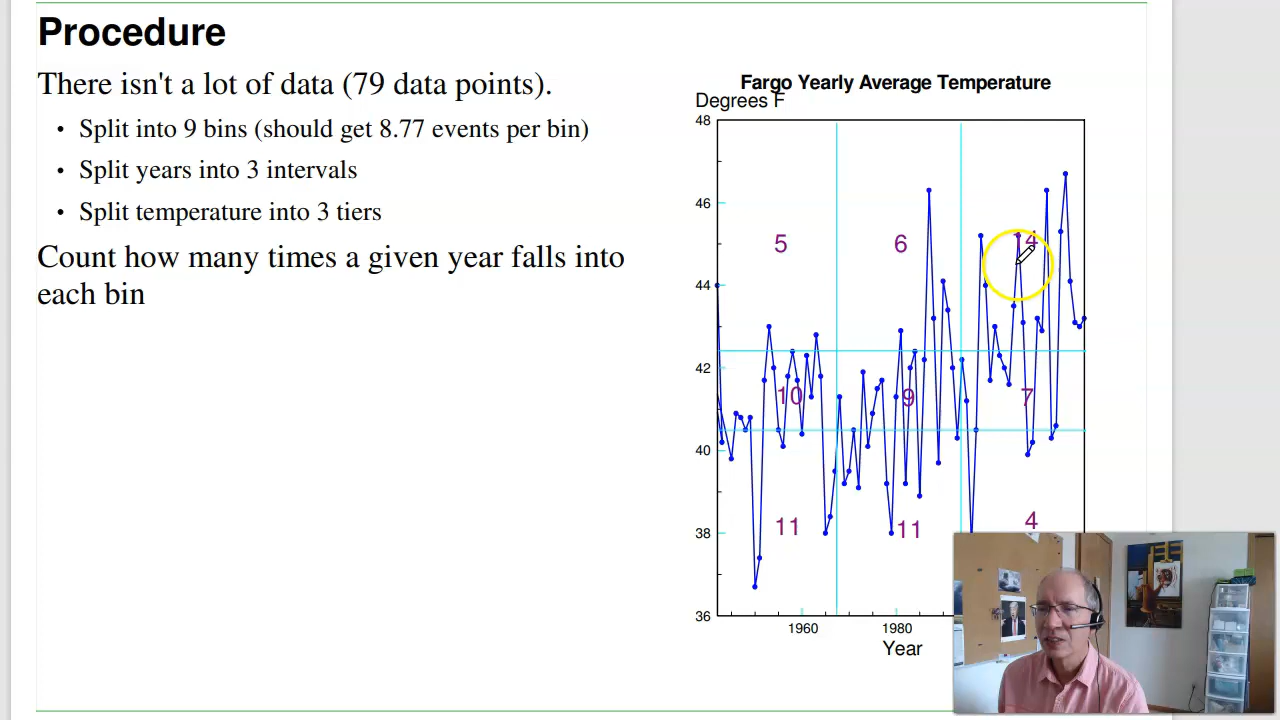 Procedure
There isn't a lot of data (79 data points).
• Split into 9 bins (should get 8.77 events per bin)
• Split years into 3 intervals
• Split temperature into 3 tiers
Count how many times a given year falls into
each bin
Fargo Yearly Average Temperature
Degrees F
48
46
5 6 14
44
42
10 9 7
40
11 11 4
38
36
1960 1980
Year